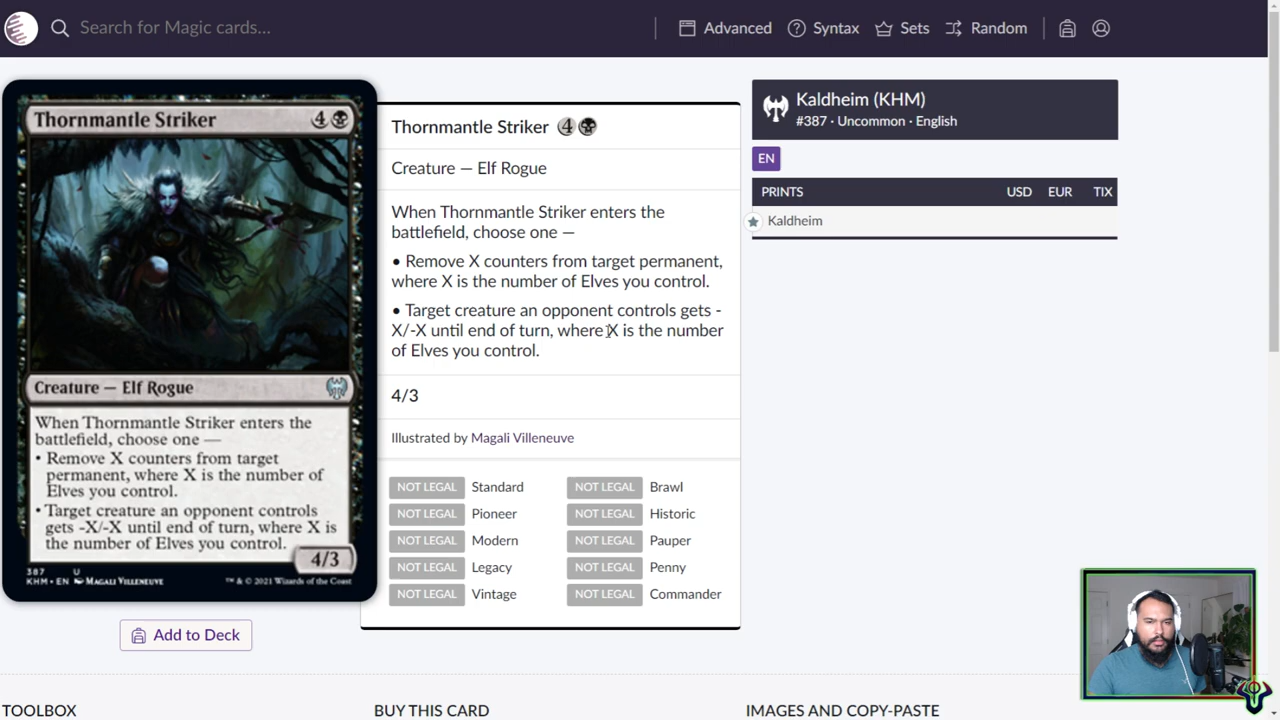 Search for Magic cards...
Advanced
Syntax
Sets
Random
Thornmantle Striker 4
Creature — Elf Rogue
When Thornmantle Striker enters the
battlefield, choose one —
• Remove X counters from target
permanent, where X is the number of
Elves you control.
• Target creature an opponent controls
gets -X/-X until end of turn, where X is
the number of Elves you control.
4/3
387 U
KHM • EN MAGALI VILLENEUVE
™ & © 2021 Wizards of the Coast
Add to Deck
Thornmantle Striker 4
Creature — Elf Rogue
When Thornmantle Striker enters the
battlefield, choose one —
• Remove X counters from target permanent,
where X is the number of Elves you control.
• Target creature an opponent controls gets -
X/-X until end of turn, where X is the number
of Elves you control.
4/3
Illustrated by Magali Villeneuve
NOT LEGAL Standard NOT LEGAL Brawl
NOT LEGAL Pioneer NOT LEGAL Historic
NOT LEGAL Modern NOT LEGAL Pauper
NOT LEGAL Legacy NOT LEGAL Penny
NOT LEGAL Vintage NOT LEGAL Commander
Kaldheim (KHM)
#387 · Uncommon · English
EN
PRINTS USD EUR TIX
Kaldheim
TOOLBOX
BUY THIS CARD
IMAGES AND COPY-PASTE